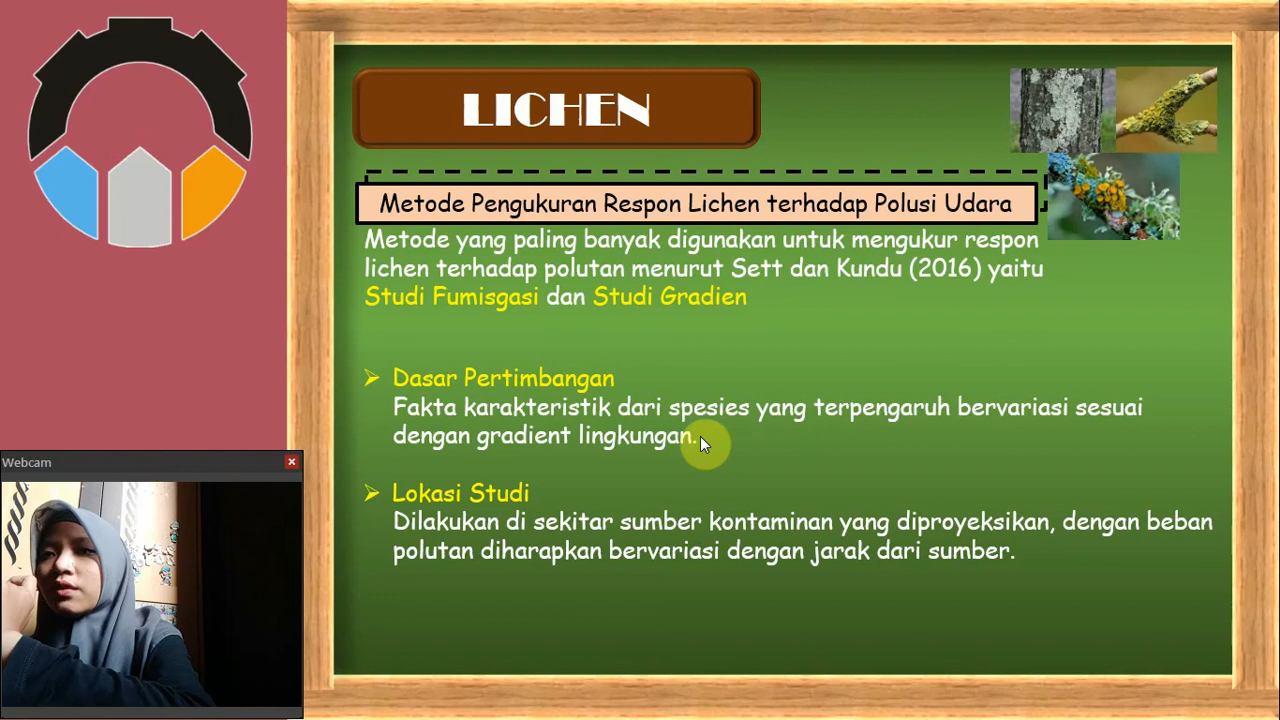 LICHEN
Metode Pengukuran Respon Lichen terhadap Polusi Udara
Metode yang paling banyak digunakan untuk mengukur respon
lichen terhadap polutan menurut Sett dan Kundu (2016) yaitu
Studi Fumisgasi dan Studi Gradien
Dasar Pertimbangan
Fakta karakteristik dari spesies yang terpengaruh bervariasi sesuai
dengan gradient lingkungan.
Lokasi Studi
Dilakukan di sekitar sumber kontaminan yang diproyeksikan, dengan beban
polutan diharapkan bervariasi dengan jarak dari sumber.
Webcam